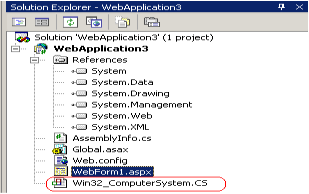 Solution Explorer - WebApplication3
Solution 'WebApplication3' (1 project)
WebApplication3
References
System
System.Data
System.Drawing
System.Management
System.Web
System.XML
AssemblyInfo.cs
Global.asax
Web.config
WebForm1.aspx
Win32_ComputerSystem.CS